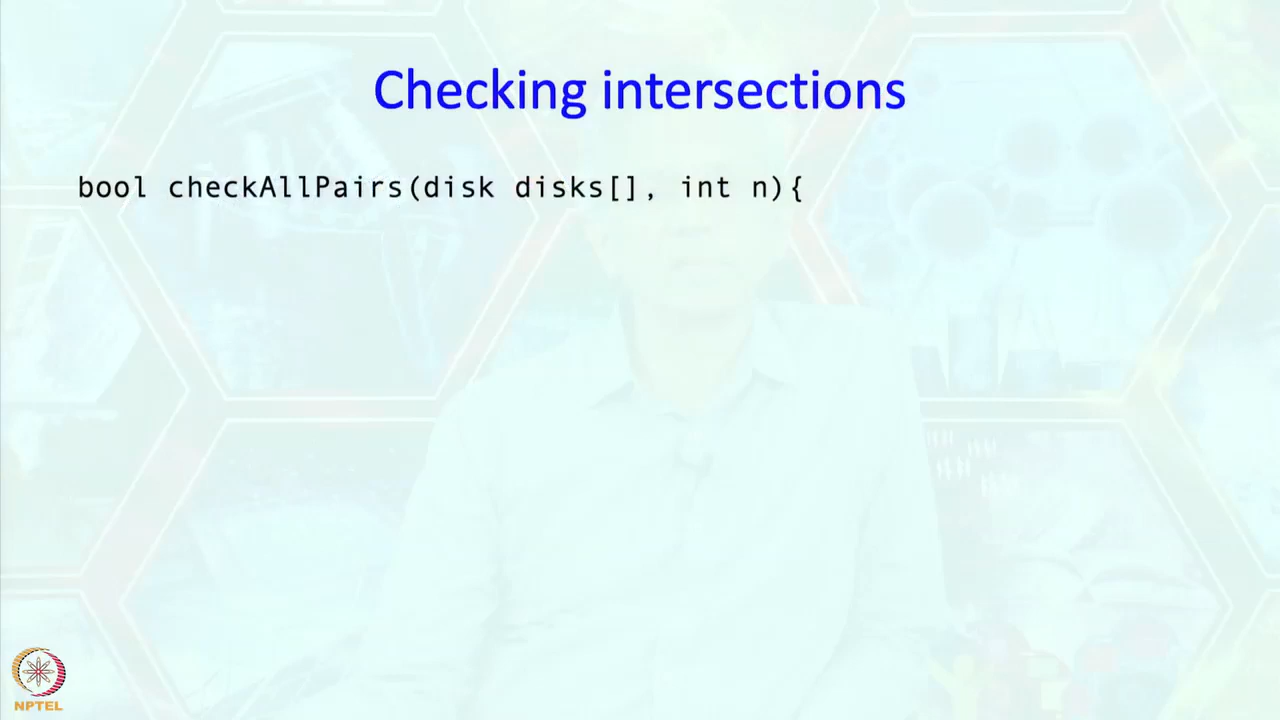 Checking intersections
bool checkAllPairs(disk disks[], int n){
NPTEL